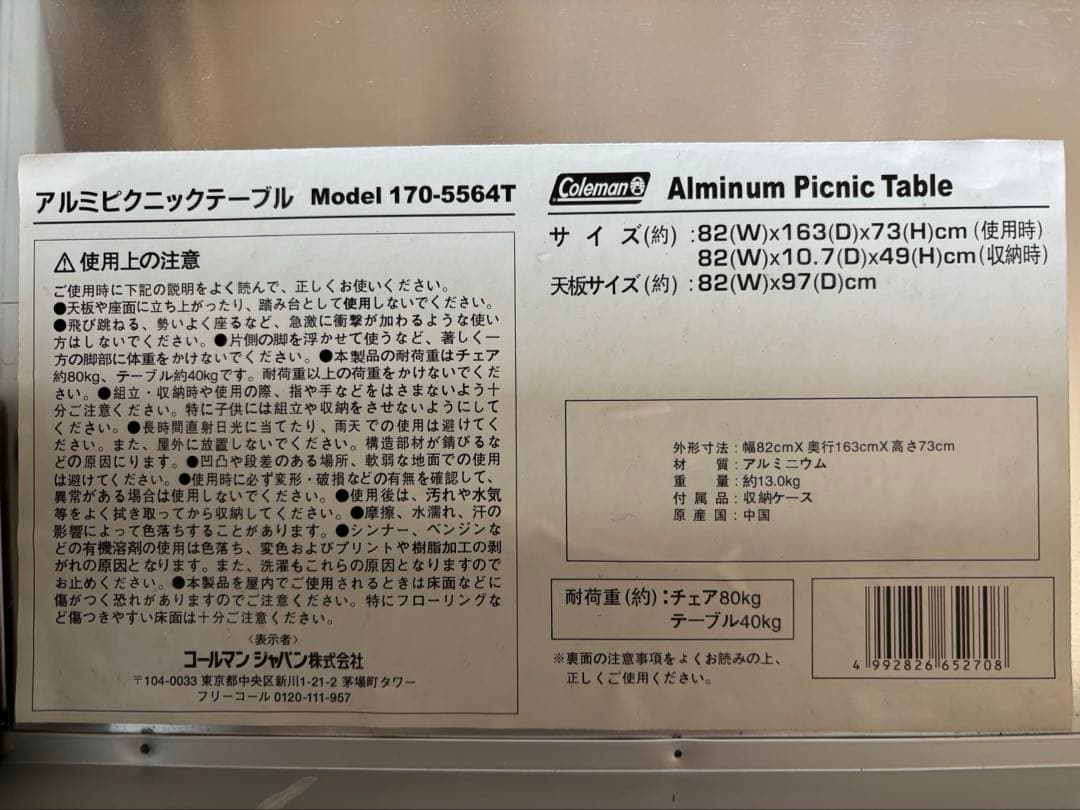 アルミピクニックテーブル Model 170-5564T
⚠使用上の注意
ご使用時に下記の説明をよく読んで、正しくお使いください。
●天板や座面に立ち上がったり、踏み台として使用しないでください。
●飛び跳ねる、勢いよく座るなど、急激に衝撃が加わるような使い
方はしないでください。●片側の脚を浮かせて使うなど、著しく一
方の脚部に体重をかけないでください。●本製品の耐荷重はチェア
約80kg、テーブル約40kgです。耐荷重以上の荷重をかけないでくだ
さい。●組立・収納時や使用の際、指や手などをはさまないよう十
分ご注意ください。特に子供には組立や収納をさせないようにして
ください。●長時間直射日光に当てたり、雨天での使用は避けてく
ださい。また、屋外に放置しないでください。構造部材が錆びるな
どの原因にります。●凹凸や段差のある場所、軟弱な地面での使用
は避けてください。●使用時に必ず変形・破損などの有無を確認して、
異常がある場合は使用しないでください。●使用後は、汚れや水気
等をよく拭き取ってから収納してください。●摩擦、水濡れ、汗の
影響によって色落ちすることがあります。●シンナー、ベンジンな
どの有機溶剤の使用は色落ち、変色およびプリントや樹脂加工の剥
がれの原因となります。また、洗濯もこれらの原因となりますので
お止めください。●本製品を屋内でご使用されるときは床面などに
傷がつく恐れがありますのでご注意ください。特にフローリングな
ど傷つきやすい床面は十分ご注意ください。
〈表示者〉
コールマン ジャパン株式会社
〒104-0033 東京都中央区新川1-21-2 茅場町タワー
フリーコール 0120-111-957
Coleman Alminum Picnic Table
サイズ(約) :82(W)x163(D)x73(H)cm(使用時)
82(W)x10.7(D)x49(H)cm(収納時)
天板サイズ(約) :82(W)x97(D)cm
外形寸法:幅82cmX 奥行163cmX 高さ73cm
材質:アルミニウム
重量:約13.0kg
付属品:収納ケース
原産国:中国
耐荷重(約):チェア80kg
テーブル40kg
※裏面の注意事項をよくお読みの上、
正しくご使用ください。
4 992826 652708